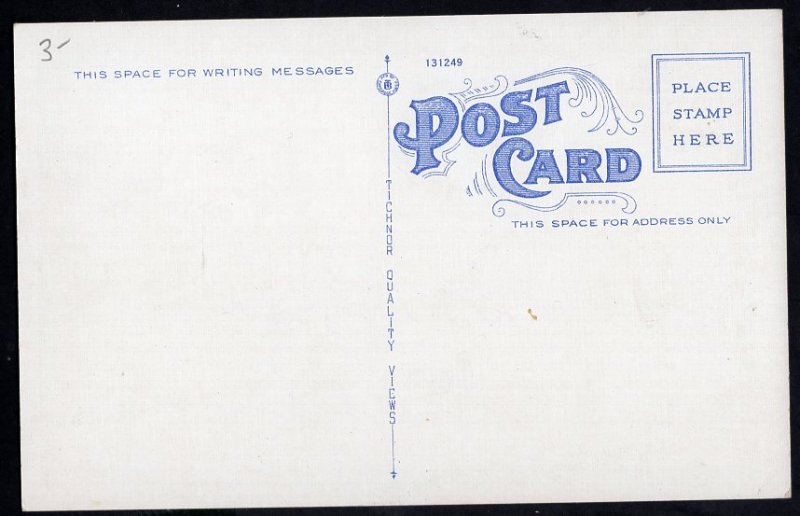 3-
THIS SPACE FOR WRITING MESSAGES
131249
POST
CARD
PLACE
STAMP
HERE
THIS SPACE FOR ADDRESS ONLY
TICHNOR QUALITY VIEWS